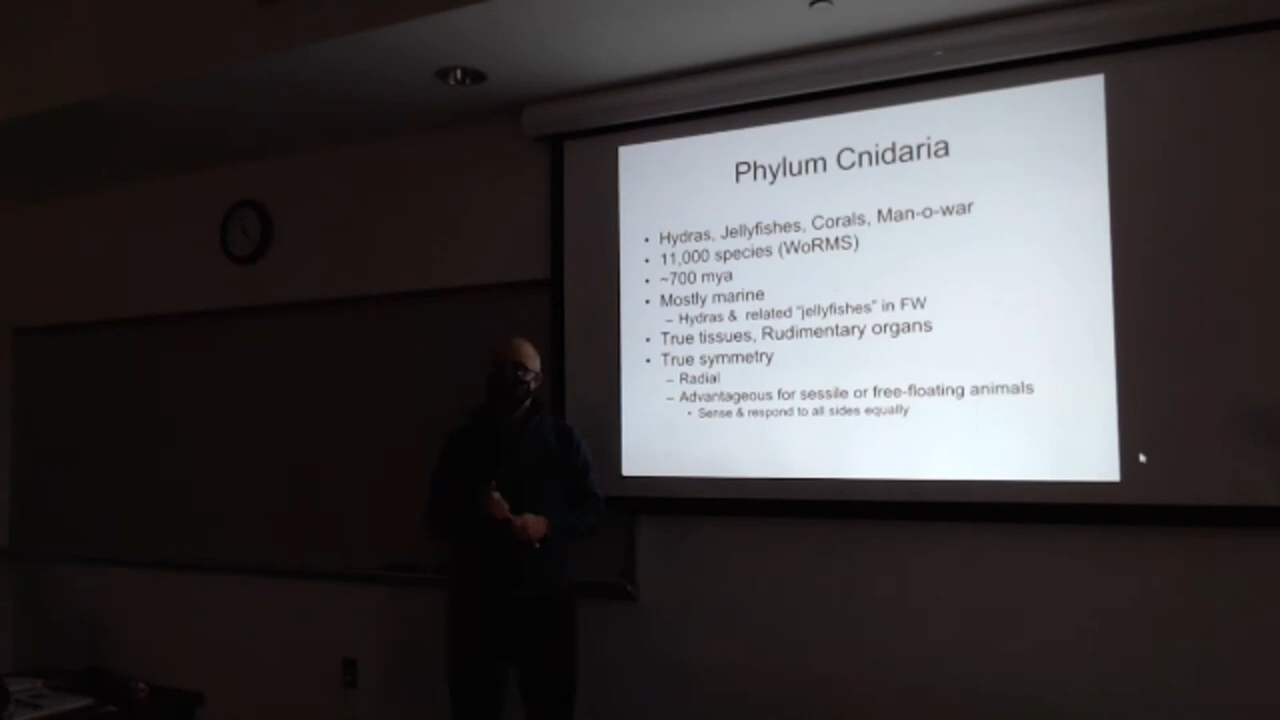 Phylum Cnidaria
• Hydras, Jellyfishes, Corals, Man-o-war
• 11,000 species (WoRMS)
• ~700 mya
• Mostly marine
– Hydras & related "jellyfishes" in FW
• True tissues, Rudimentary organs
• True symmetry
– Radial
– Advantageous for sessile or free-floating animals
• Sense & respond to all sides equally